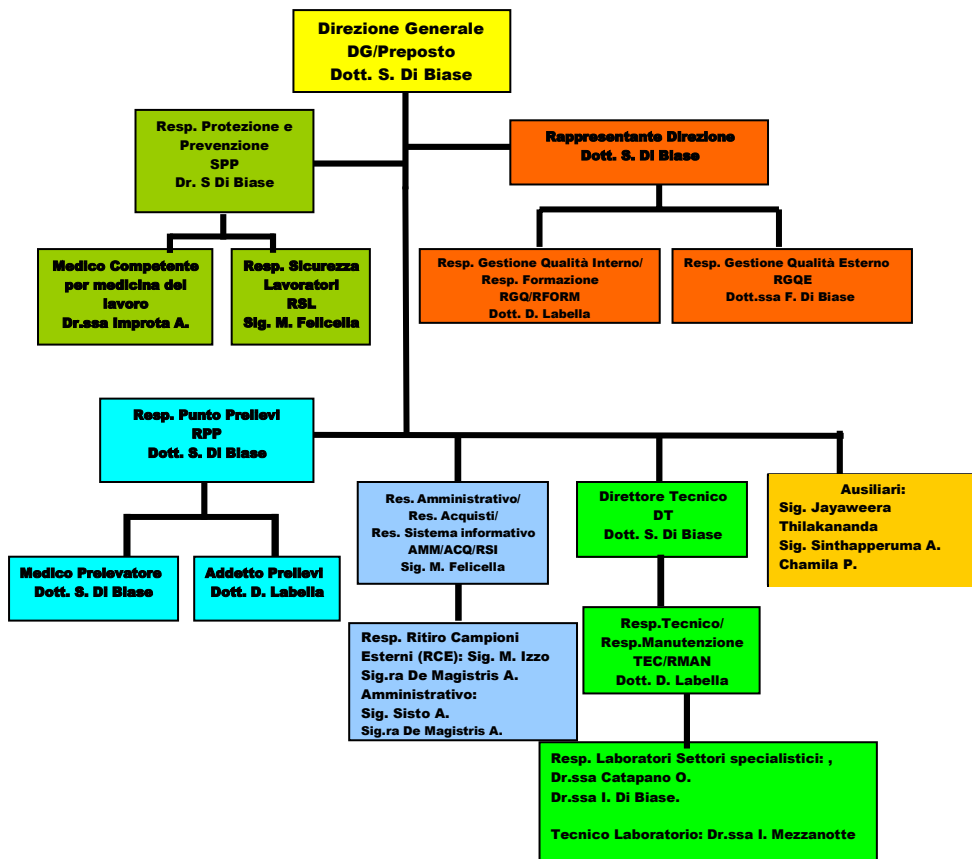 Direzione Generale
DG/Preposto
Dott. S. Di Biase
Resp. Protezione e
Prevenzione
SPP
Dr. S Di Biase
Rappresentante Direzione
Dott. S. Di Biase
Medico Competente
per medicina del
lavoro
Dr.ssa Improta A.
Resp. Sicurezza
Lavoratori
RSL
Sig. M. Felicella
Resp. Gestione Qualità Interno/
Resp. Formazione
RGQ/RFORM
Dott. D. Labella
Resp. Gestione Qualità Esterno
RGQE
Dott.ssa F. Di Biase
Resp. Punto Prelievi
RPP
Dott. S. Di Biase
Medico Prelevatore
Dott. S. Di Biase
Addetto Prelievi
Dott. D. Labella
Res. Amministrativo/
Res. Acquisti/
Res. Sistema informativo
AMM/ACQ/RSI
Sig. M. Felicella
Direttore Tecnico
DT
Dott. S. Di Biase
Ausiliari:
Sig. Jayaweera
Thilakananda
Sig. Sinthapperuma A.
Chamila P.
Resp. Ritiro Campioni
Esterni (RCE): Sig. M. Izzo
Sig.ra De Magistris A.
Amministrativo:
Sig. Sisto A.
Sig.ra De Magistris A.
Resp.Tecnico/
Resp.Manutenzione
TEC/RMAN
Dott. D. Labella
Resp. Laboratori Settori specialistici: ,
Dr.ssa Catapano O.
Dr.ssa I. Di Biase.
Tecnico Laboratorio: Dr.ssa I. Mezzanotte